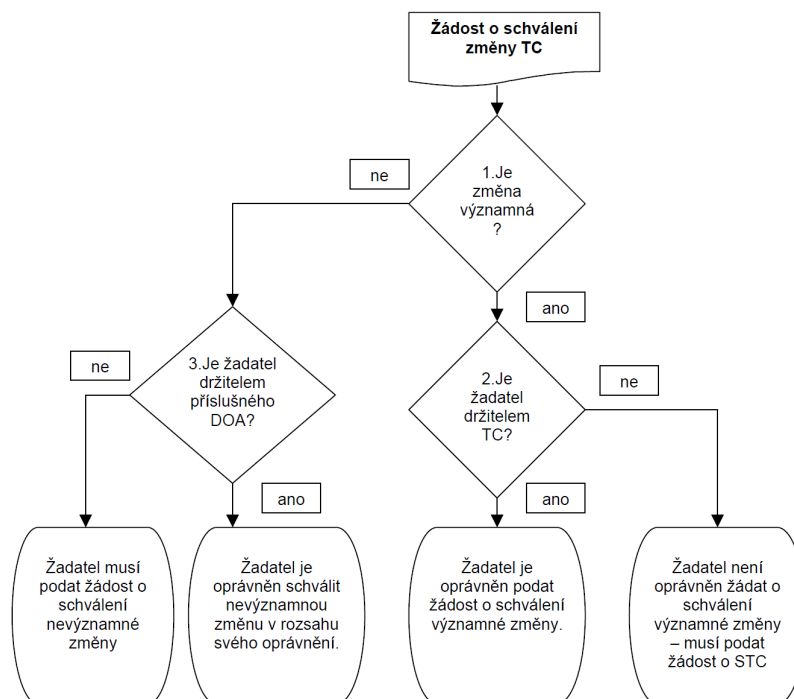 Žádost o schválení
změny TC
1.Je
změna
významná
?
ne
ano
3.Je žadatel
držitelem
příslušného
DOA?
ne
ano
2.Je
žadatel
držitelem
TC?
ne
ano
Žadatel musí
podat žádost o
schválení
nevýznamné
změny
Žadatel je
oprávněn schválit
nevýznamnou
změnu v rozsahu
svého oprávnění.
Žadatel je
oprávněn podat
žádost o schválení
významné změny.
Žadatel není
oprávněn žádat o
schválení
významné změny
– musí podat
žádost o STC